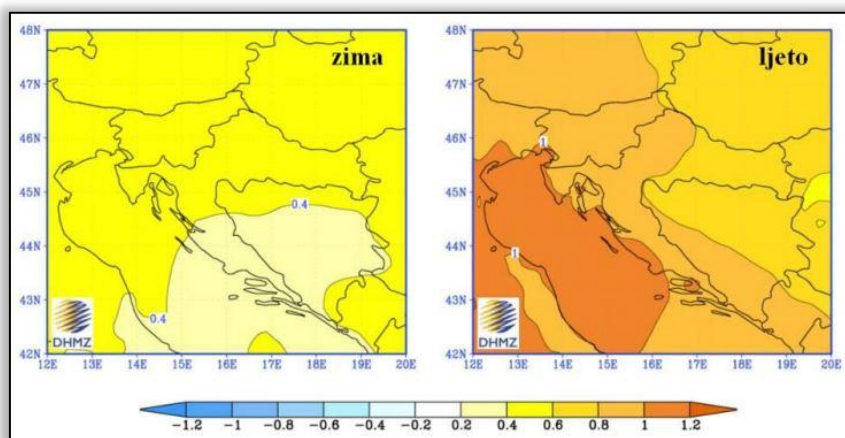 zima
48N
47N
46N
45N
44N
43N
42N
0.4
0.4
DHMZ
12E 13E 14E 15E 16E 17E 18E 19E 20E
ljeto
48N
47N
46N
45N
44N
43N
42N
1
1
DHMZ
12E 13E 14E 15E 16E 17E 18E 19E 20E
-1.2 -1 -0.8 -0.6 -0.4 -0.2 0.2 0.4 0.6 0.8 1 1.2